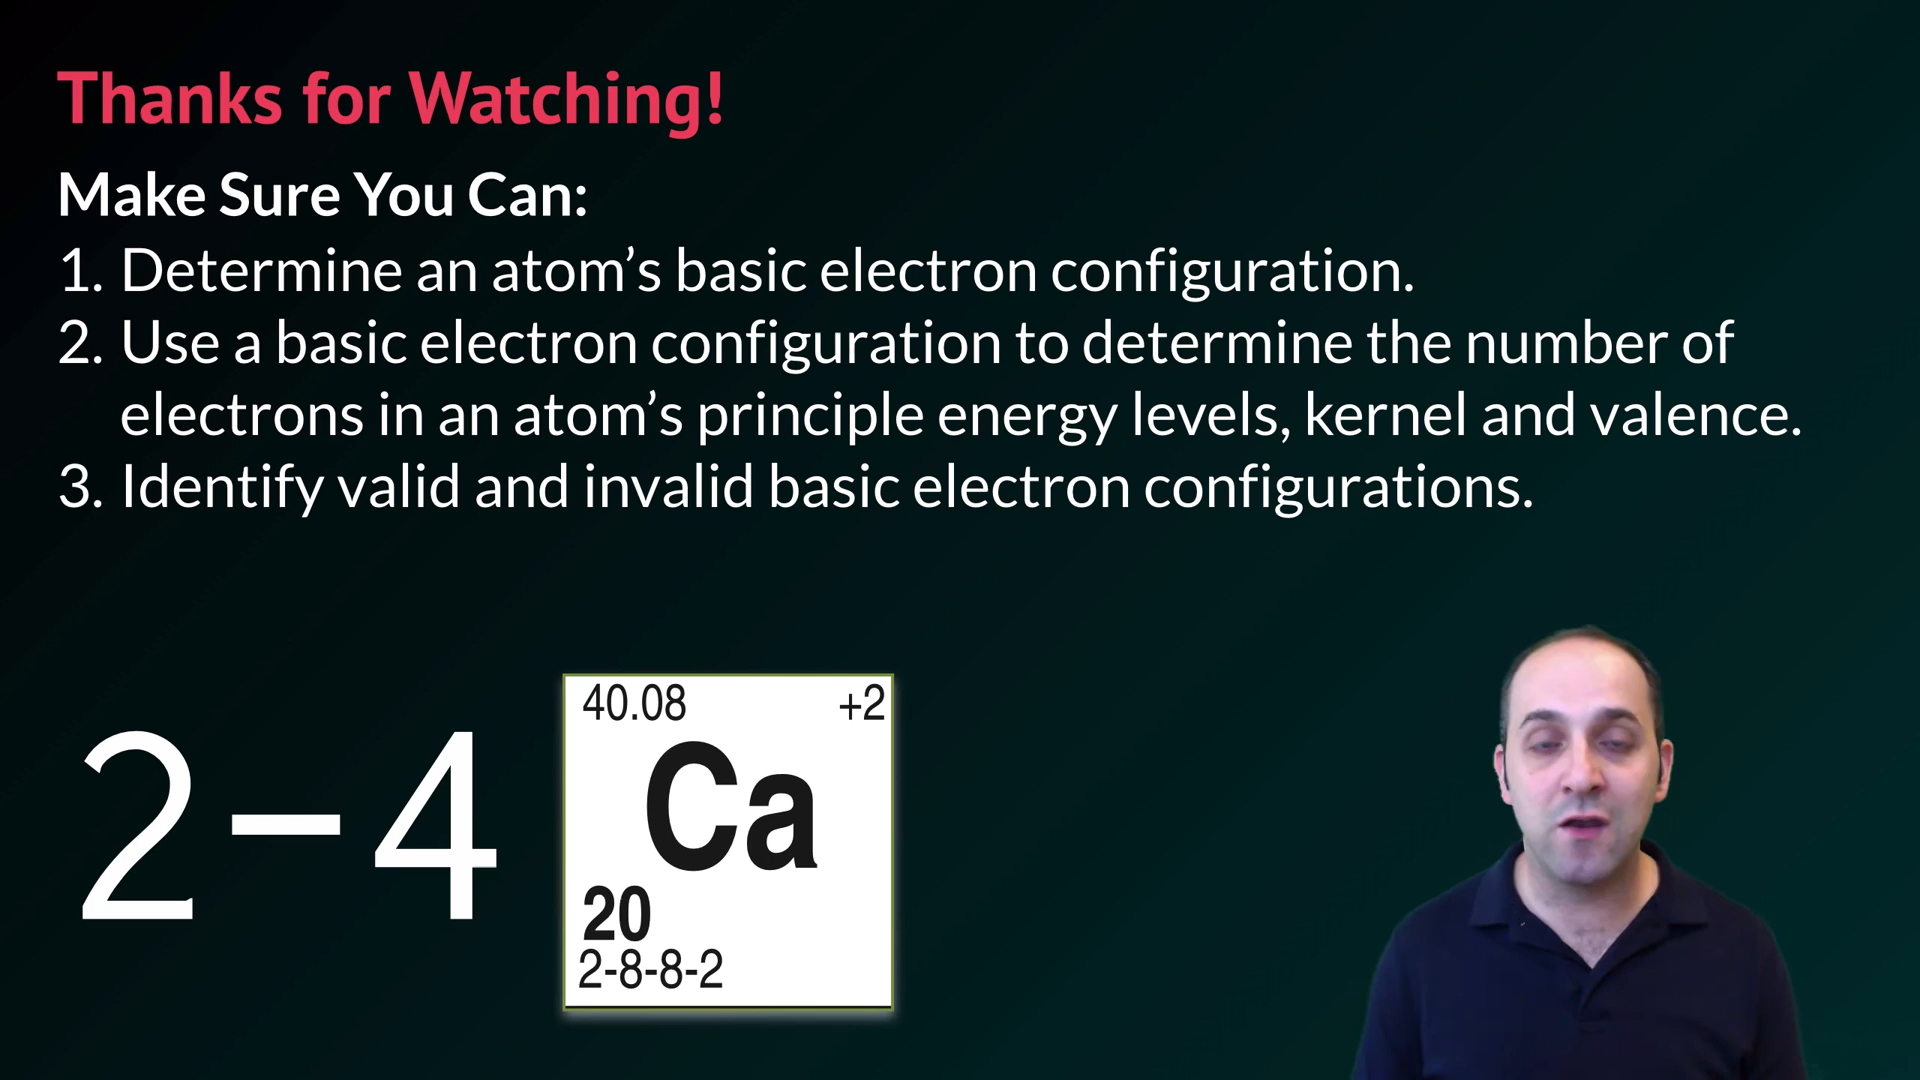 Thanks for Watching!
Make Sure You Can:
1. Determine an atom’s basic electron configuration.
2. Use a basic electron configuration to determine the number of
electrons in an atom’s principle energy levels, kernel and valence.
3. Identify valid and invalid basic electron configurations.
2–4
40.08 +2
Ca
20
2-8-8-2